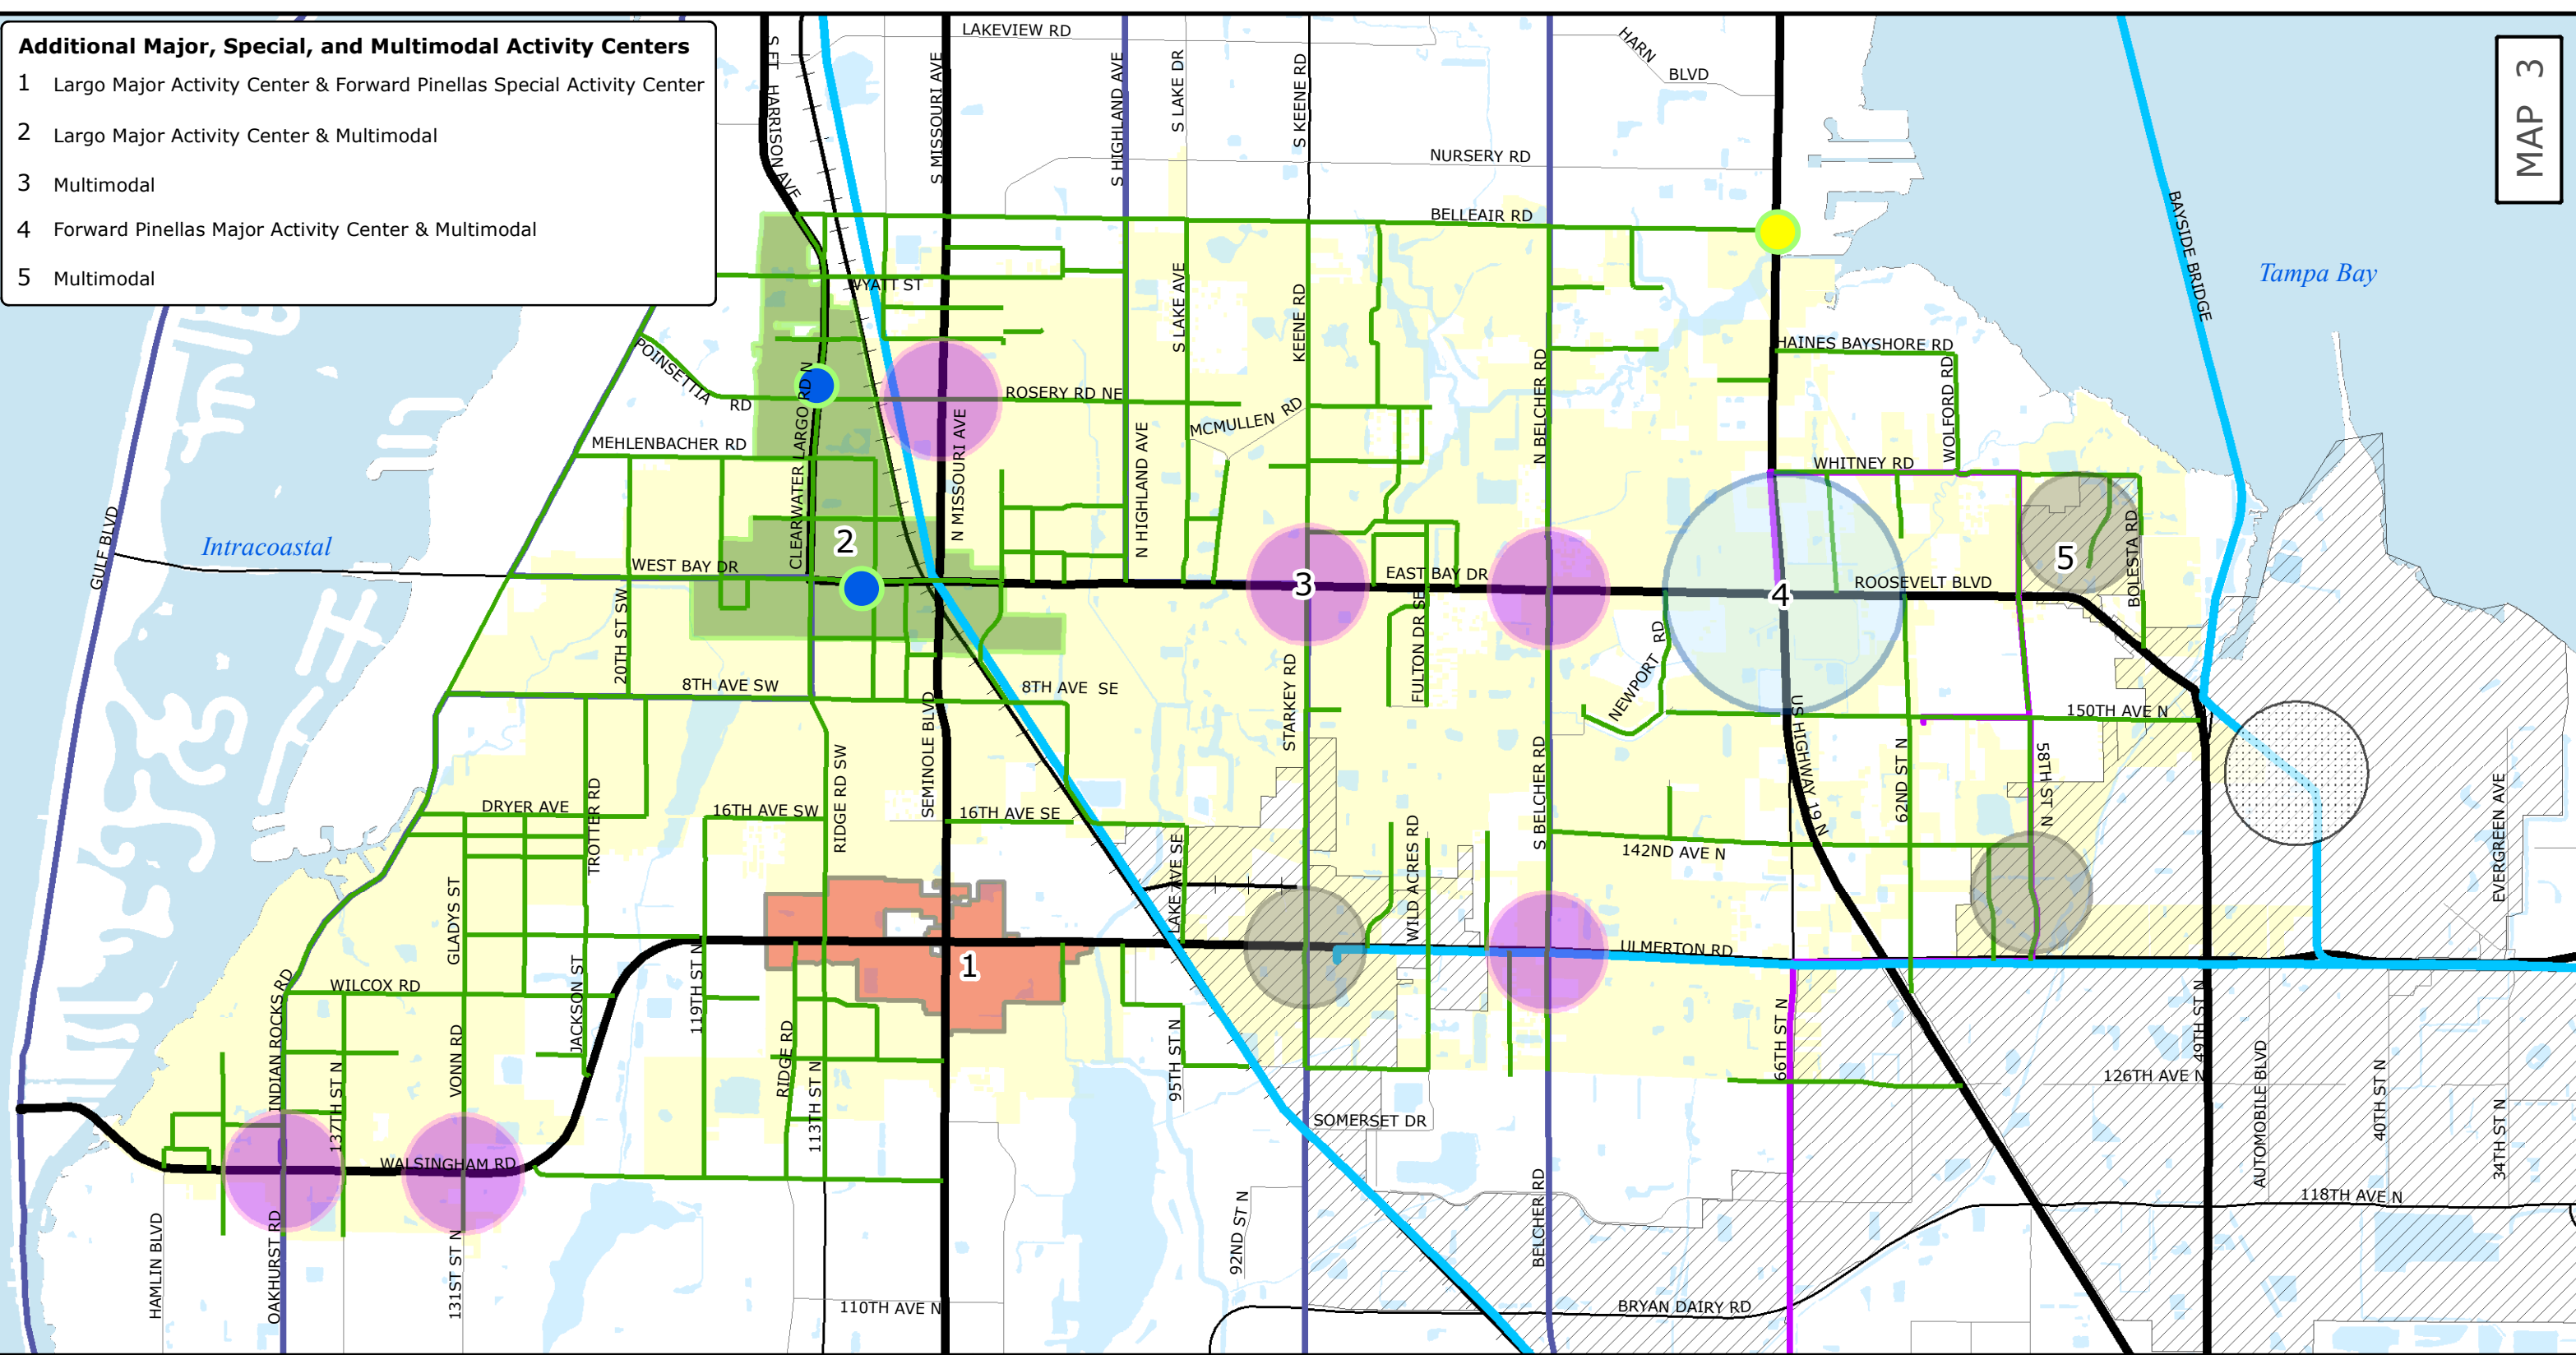 Additional Major, Special, and Multimodal Activity Centers
1 Largo Major Activity Center & Forward Pinellas Special Activity Center
2 Largo Major Activity Center & Multimodal
3 Multimodal
4 Forward Pinellas Major Activity Center & Multimodal
5 Multimodal
MAP 3
LAKEVIEW RD
HARN
BLVD
S FT. HARRISON AVE
S MISSOURI AVE
S HIGHLAND AVE
S LAKE DR
S KEENE RD
NURSERY RD
BELLEAIR RD
BAYSIDE BRIDGE
Tampa Bay
WYATT ST
S LAKE AVE
KEENE RD
POINSETTIA
RD
ROSERY RD NE
MCMULLEN RD
N BELCHER RD
HAINES BAYSHORE RD
WOLFORD RD
MEHLENBACHER RD
CLEARWATER LARGO RD N
N MISSOURI AVE
N HIGHLAND AVE
WHITNEY RD
GULF BLVD
Intracoastal
2
WEST BAY DR
3
EAST BAY DR
4
ROOSEVELT BLVD
5
BOLESTA RD
20TH ST SW
FULTON DR SE
NEWPORT RD
8TH AVE SW
8TH AVE SE
STARKEY RD
150TH AVE N
US HIGHWAY 19 N
62ND ST N
58TH ST N
DRYER AVE
TROTTER RD
16TH AVE SW
RIDGE RD SW
SEMINOLE BLVD
16TH AVE SE
S BELCHER RD
142ND AVE N
EVERGREEN AVE
GLADYS ST
LAKE AVE SE
WILD ACRES RD
ULMERTON RD
1
WILCOX RD
INDIAN ROCKS RD
JACKSON ST
119TH ST N
66TH ST N
49TH ST N
137TH ST N
VONN RD
RIDGE RD
113TH ST N
95TH ST N
126TH AVE N
AUTOMOBILE BLVD
40TH ST N
34TH ST N
SOMERSET DR
WALSINGHAM RD
HAMLIN BLVD
OAKHURST RD
131ST ST N
92ND ST N
BELCHER RD
118TH AVE N
110TH AVE N
BRYAN DAIRY RD